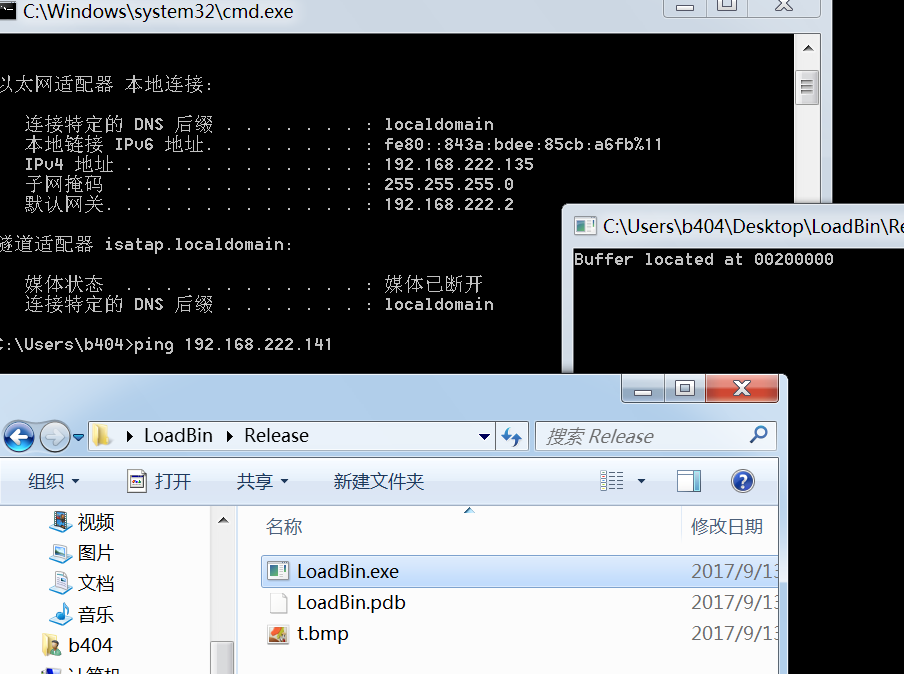 C:\Windows\system32\cmd.exe
以太网适配器 本地连接:
连接特定的 DNS 后缀 . . . . . . . : localdomain
本地链接 IPv6 地址. . . . . . . . : fe80::843a:bdee:85cb:a6fb%11
IPv4 地址 . . . . . . . . . . . . : 192.168.222.135
子网掩码 . . . . . . . . . . . . : 255.255.255.0
默认网关. . . . . . . . . . . . . : 192.168.222.2
隧道适配器 isatap.localdomain:
媒体状态 . . . . . . . . . . . . : 媒体已断开
连接特定的 DNS 后缀 . . . . . . . : localdomain
C:\Users\b404>ping 192.168.222.141
C:\Users\b404\Desktop\LoadBin\Re
Buffer located at 00200000
LoadBin Release
搜索 Release
组织 打开 共享 新建文件夹
名称 修改日期
视频
图片
文档
音乐
b404
计算机
LoadBin.exe 2017/9/13
LoadBin.pdb 2017/9/13
t.bmp 2017/9/13